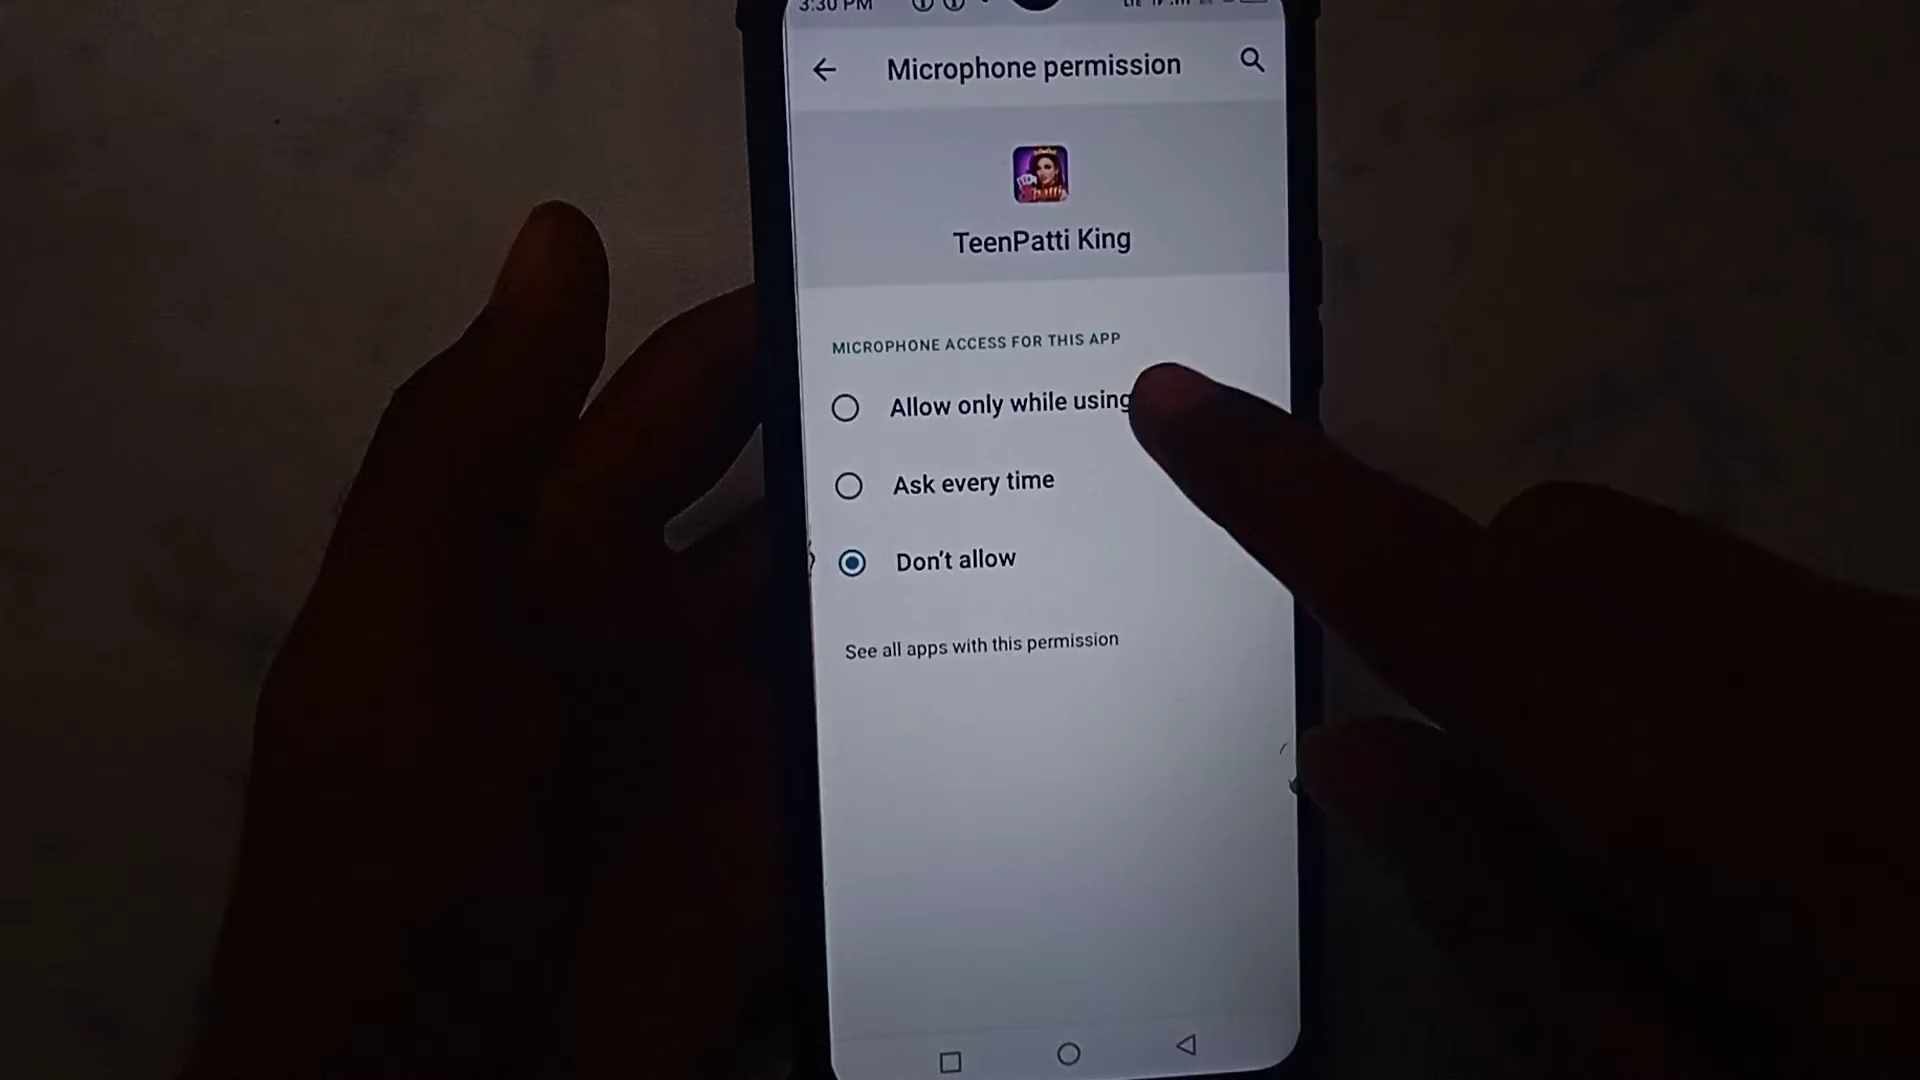 3:30 PM
Microphone permission
TeenPatti King
MICROPHONE ACCESS FOR THIS APP
Allow only while using
Ask every time
Don't allow
See all apps with this permission